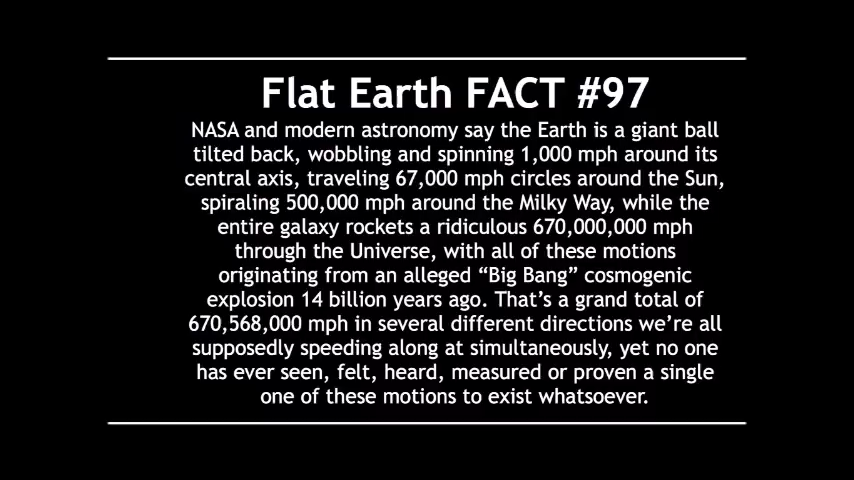 Flat Earth FACT #97
NASA and modern astronomy say the Earth is a giant ball
tilted back, wobbling and spinning 1,000 mph around its
central axis, traveling 67,000 mph circles around the Sun,
spiraling 500,000 mph around the Milky Way, while the
entire galaxy rockets a ridiculous 670,000,000 mph
through the Universe, with all of these motions
originating from an alleged “Big Bang” cosmogenic
explosion 14 billion years ago. That’s a grand total of
670,568,000 mph in several different directions we’re all
supposedly speeding along at simultaneously, yet no one
has ever seen, felt, heard, measured or proven a single
one of these motions to exist whatsoever.